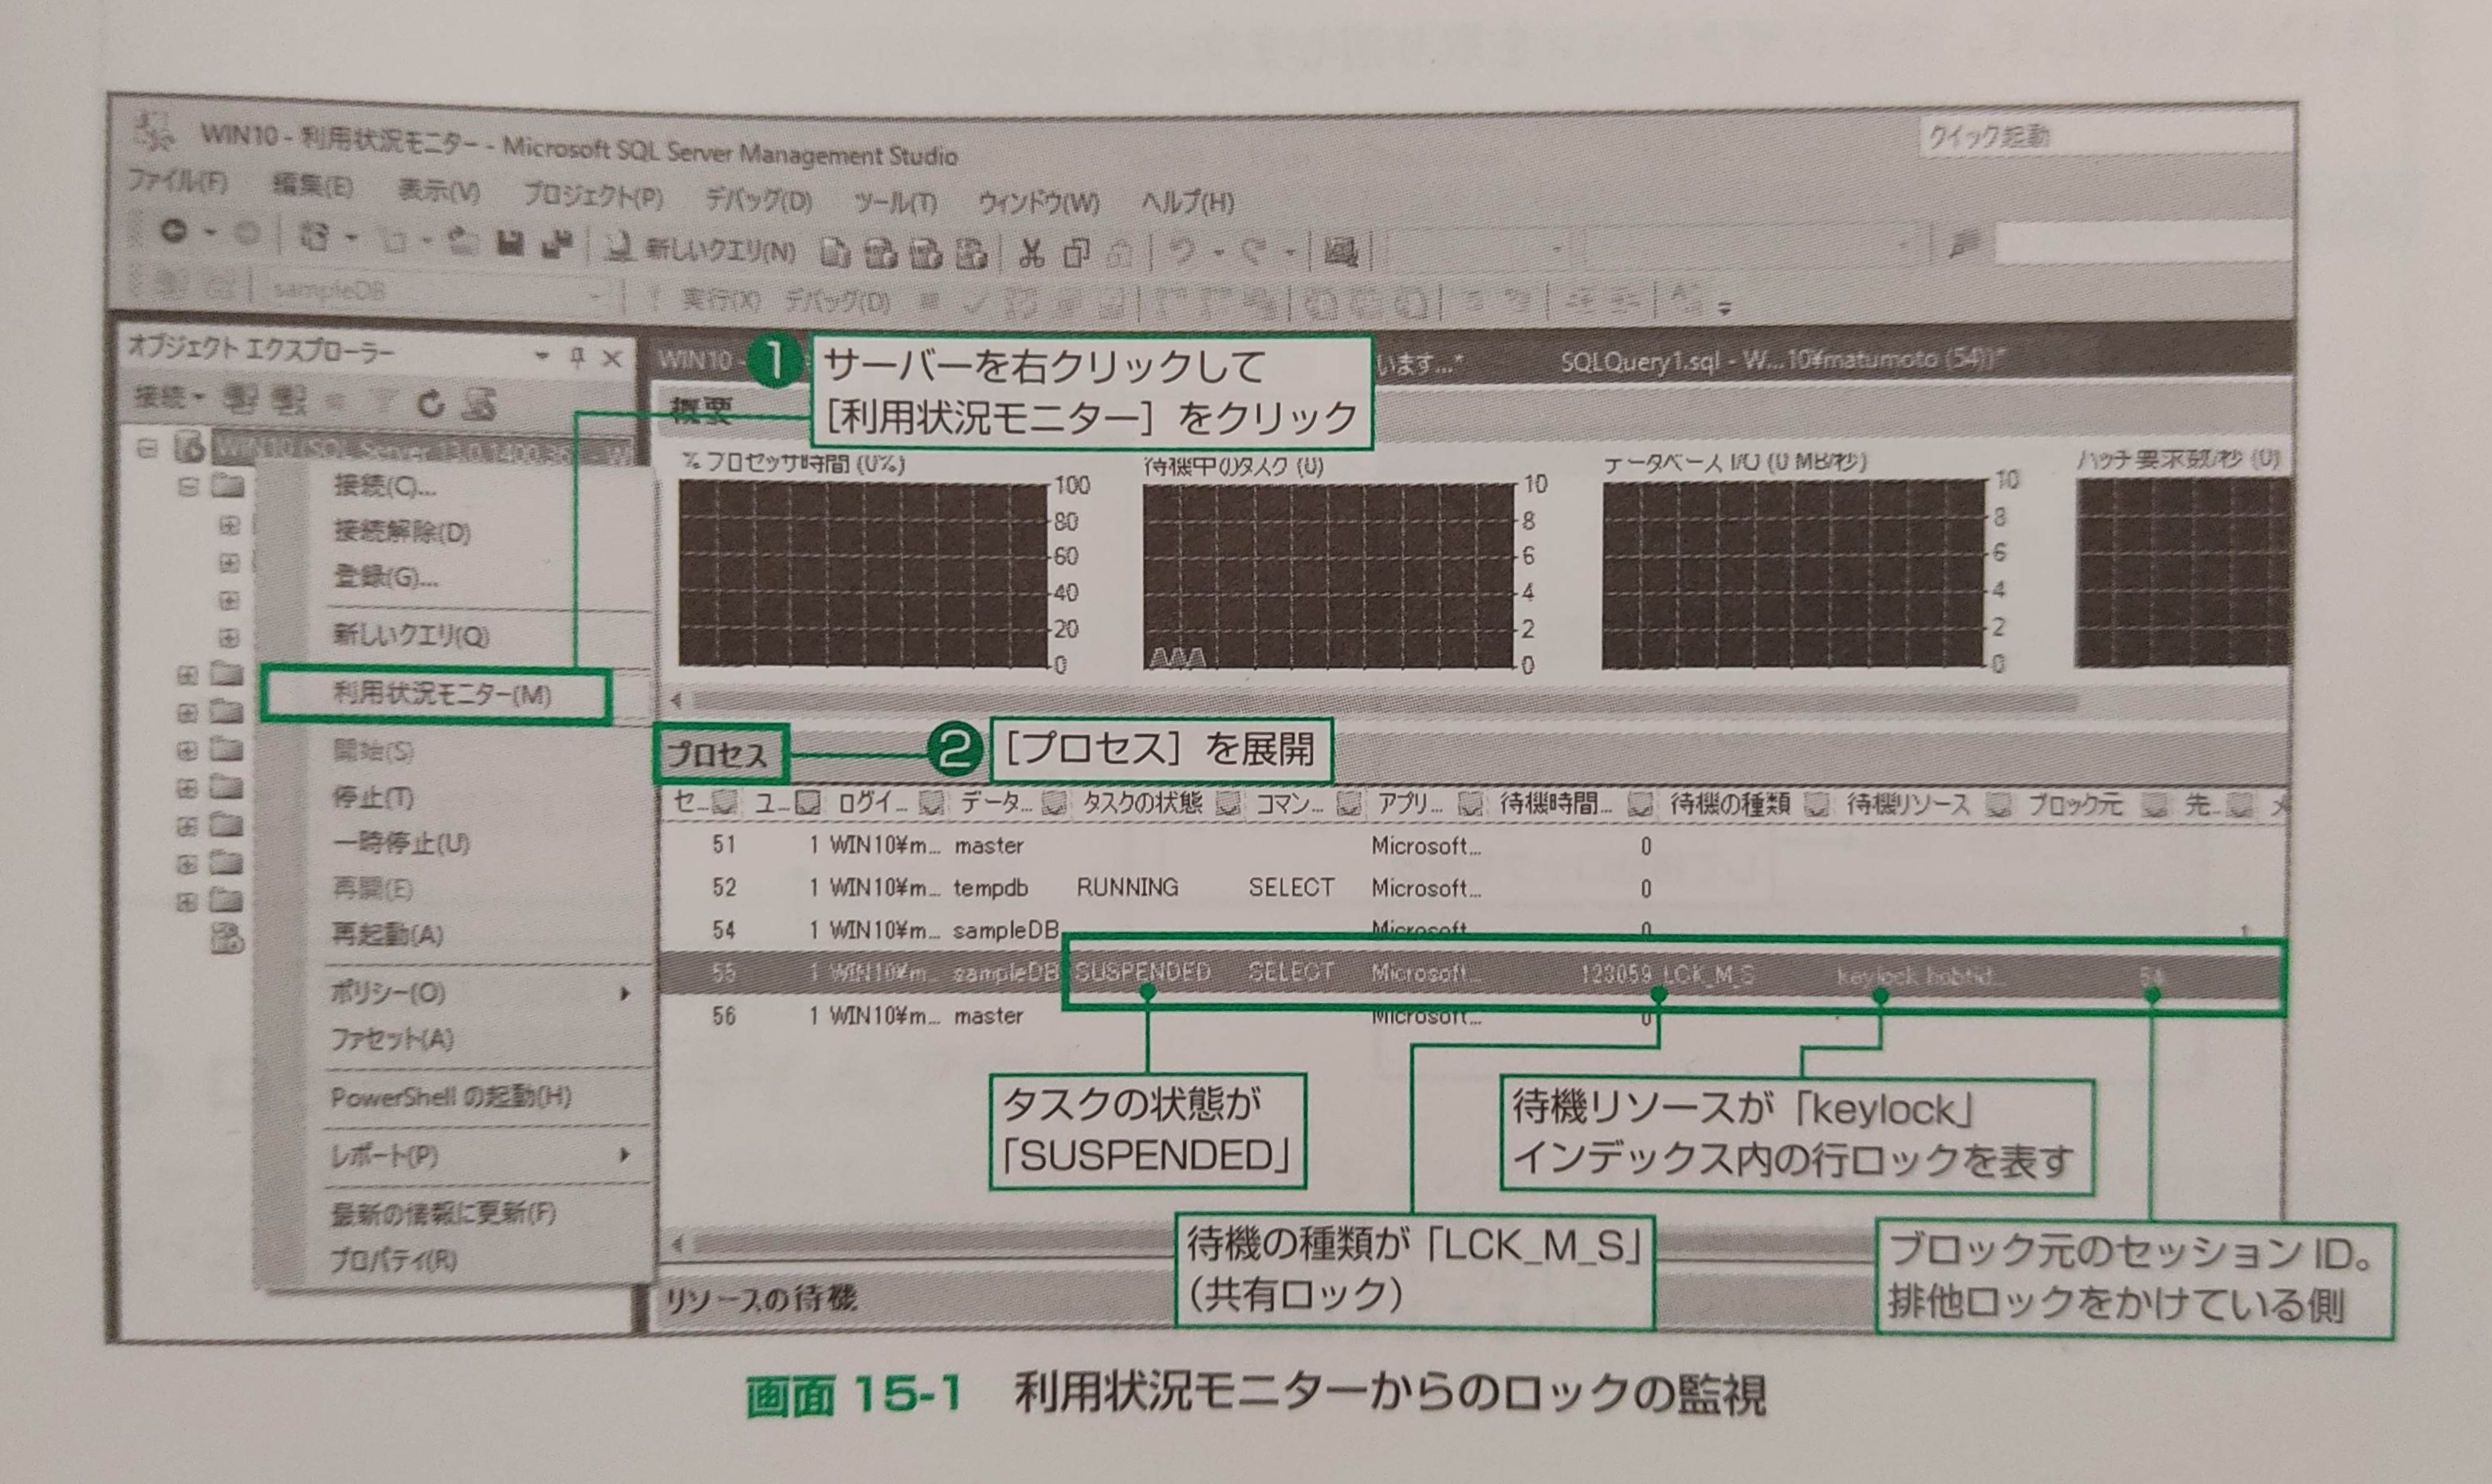 WIN10 - 利用状況モニター - Microsoft SQL Server Management Studio
クイック起動
ファイル(F) 編集(E) 表示(V) プロジェクト(P) デバッグ(D) ツール(T) ウィンドウ(W) ヘルプ(H)
新しいクエリ(N)
sampleDB
実行(X) デバッグ(D)
オブジェクト エクスプローラー
接続
WIN10 (SQL Server 13.0.1400.36
WIN10 -
います...*
SQLQuery1.sql - W...10¥matumoto (54))*
1 サーバーを右クリックして
[利用状況モニター] をクリック
概要
% プロセッサ時間 (0%)
待機中のタスク (0)
データベース I/O (0 MB/秒)
バッチ要求数/秒 (0)
100
80
60
40
20
0
10
8
6
4
2
0
10
8
6
4
2
0
接続(C)...
接続解除(D)
登録(G)...
新しいクエリ(Q)
利用状況モニター(M)
開始(S)
停止(T)
一時停止(U)
再開(E)
再起動(A)
ポリシー(O)
ファセット(A)
PowerShell の起動(H)
レポート(P)
最新の情報に更新(F)
プロパティ(R)
プロセス
2 [プロセス] を展開
セ... ユ... ログイ... データ... タスクの状態 コマン... アプリ... 待機時間... 待機の種類 待機リソース ブロック元 先... メ
51 1 WIN10¥m... master Microsoft... 0
52 1 WIN10¥m... tempdb RUNNING SELECT Microsoft... 0
54 1 WIN10¥m... sampleDB Microsoft... 0 1
55 1 WIN10¥m... sampleDB SUSPENDED SELECT Microsoft... 123059 LCK_M_S keylock hobtid... 54
56 1 WIN10¥m... master Microsoft... 0
タスクの状態が
「SUSPENDED」
待機リソースが「keylock」
インデックス内の行ロックを表す
待機の種類が「LCK_M_S」
(共有ロック)
ブロック元のセッション ID。
排他ロックをかけている側
リソースの待機
画面 15-1 利用状況モニターからのロックの監視